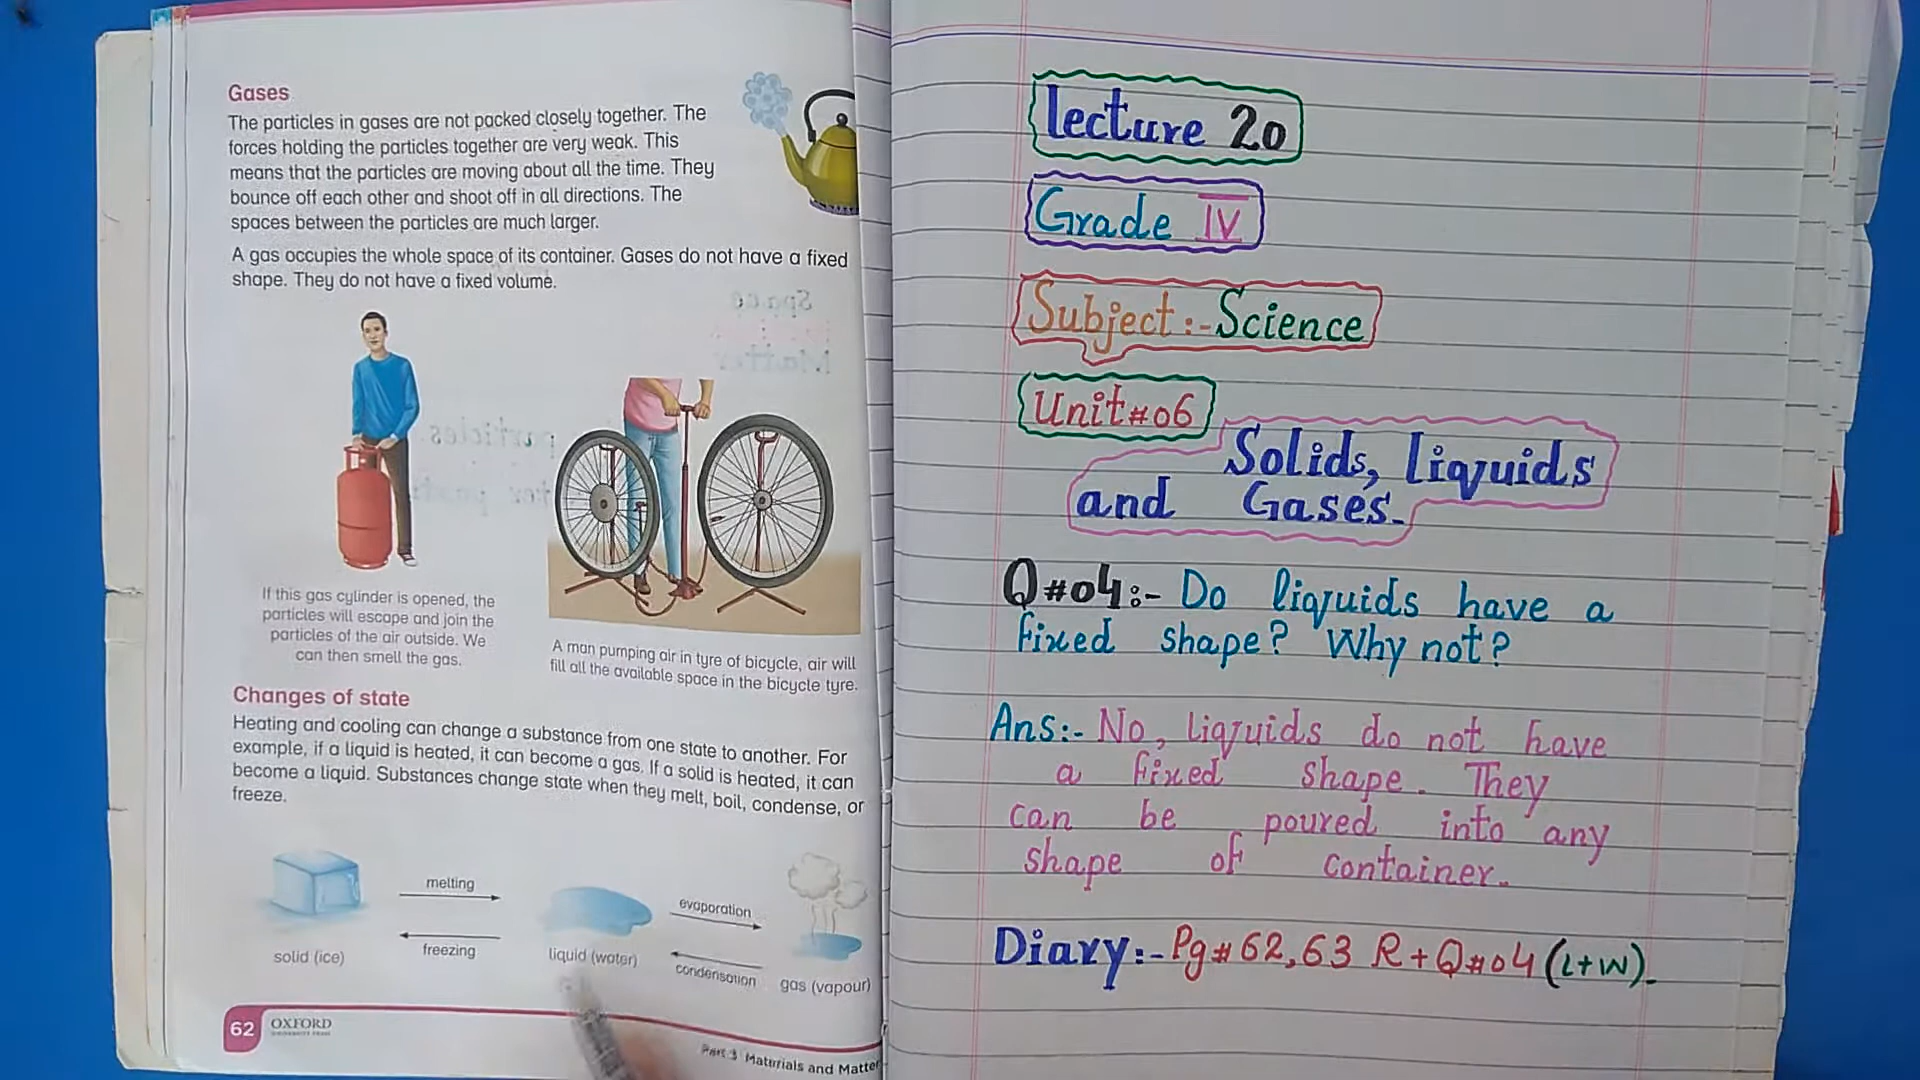 Gases
The particles in gases are not packed closely together. The
forces holding the particles together are very weak. This
means that the particles are moving about all the time. They
bounce off each other and shoot off in all directions. The
spaces between the particles are much larger.
A gas occupies the whole space of its container. Gases do not have a fixed
shape. They do not have a fixed volume.
If this gas cylinder is opened, the
particles will escape and join the
particles of the air outside. We
can then smell the gas.
A man pumping air in tyre of bicycle, air will
fill all the available space in the bicycle tyre.
Changes of state
Heating and cooling can change a substance from one state to another. For
example, if a liquid is heated, it can become a gas. If a solid is heated, it can
become a liquid. Substances change state when they melt, boil, condense, or
freeze.
melting
evaporation
freezing
condensation
solid (ice)
liquid (water)
gas (vapour)
62
OXFORD
UNIVERSITY PRESS
Part 3 Materials and Matter
lecture 20
Grade IV
Subject:-Science
Unit#06
Solids, liquids
and Gases.
Q#04:- Do liquids have a
fixed shape? Why not?
Ans:- No, liquids do not have
a fixed shape. They
can be poured into any
shape of container.
Diary:- Pg#62,63 R+Q#04(L+W).